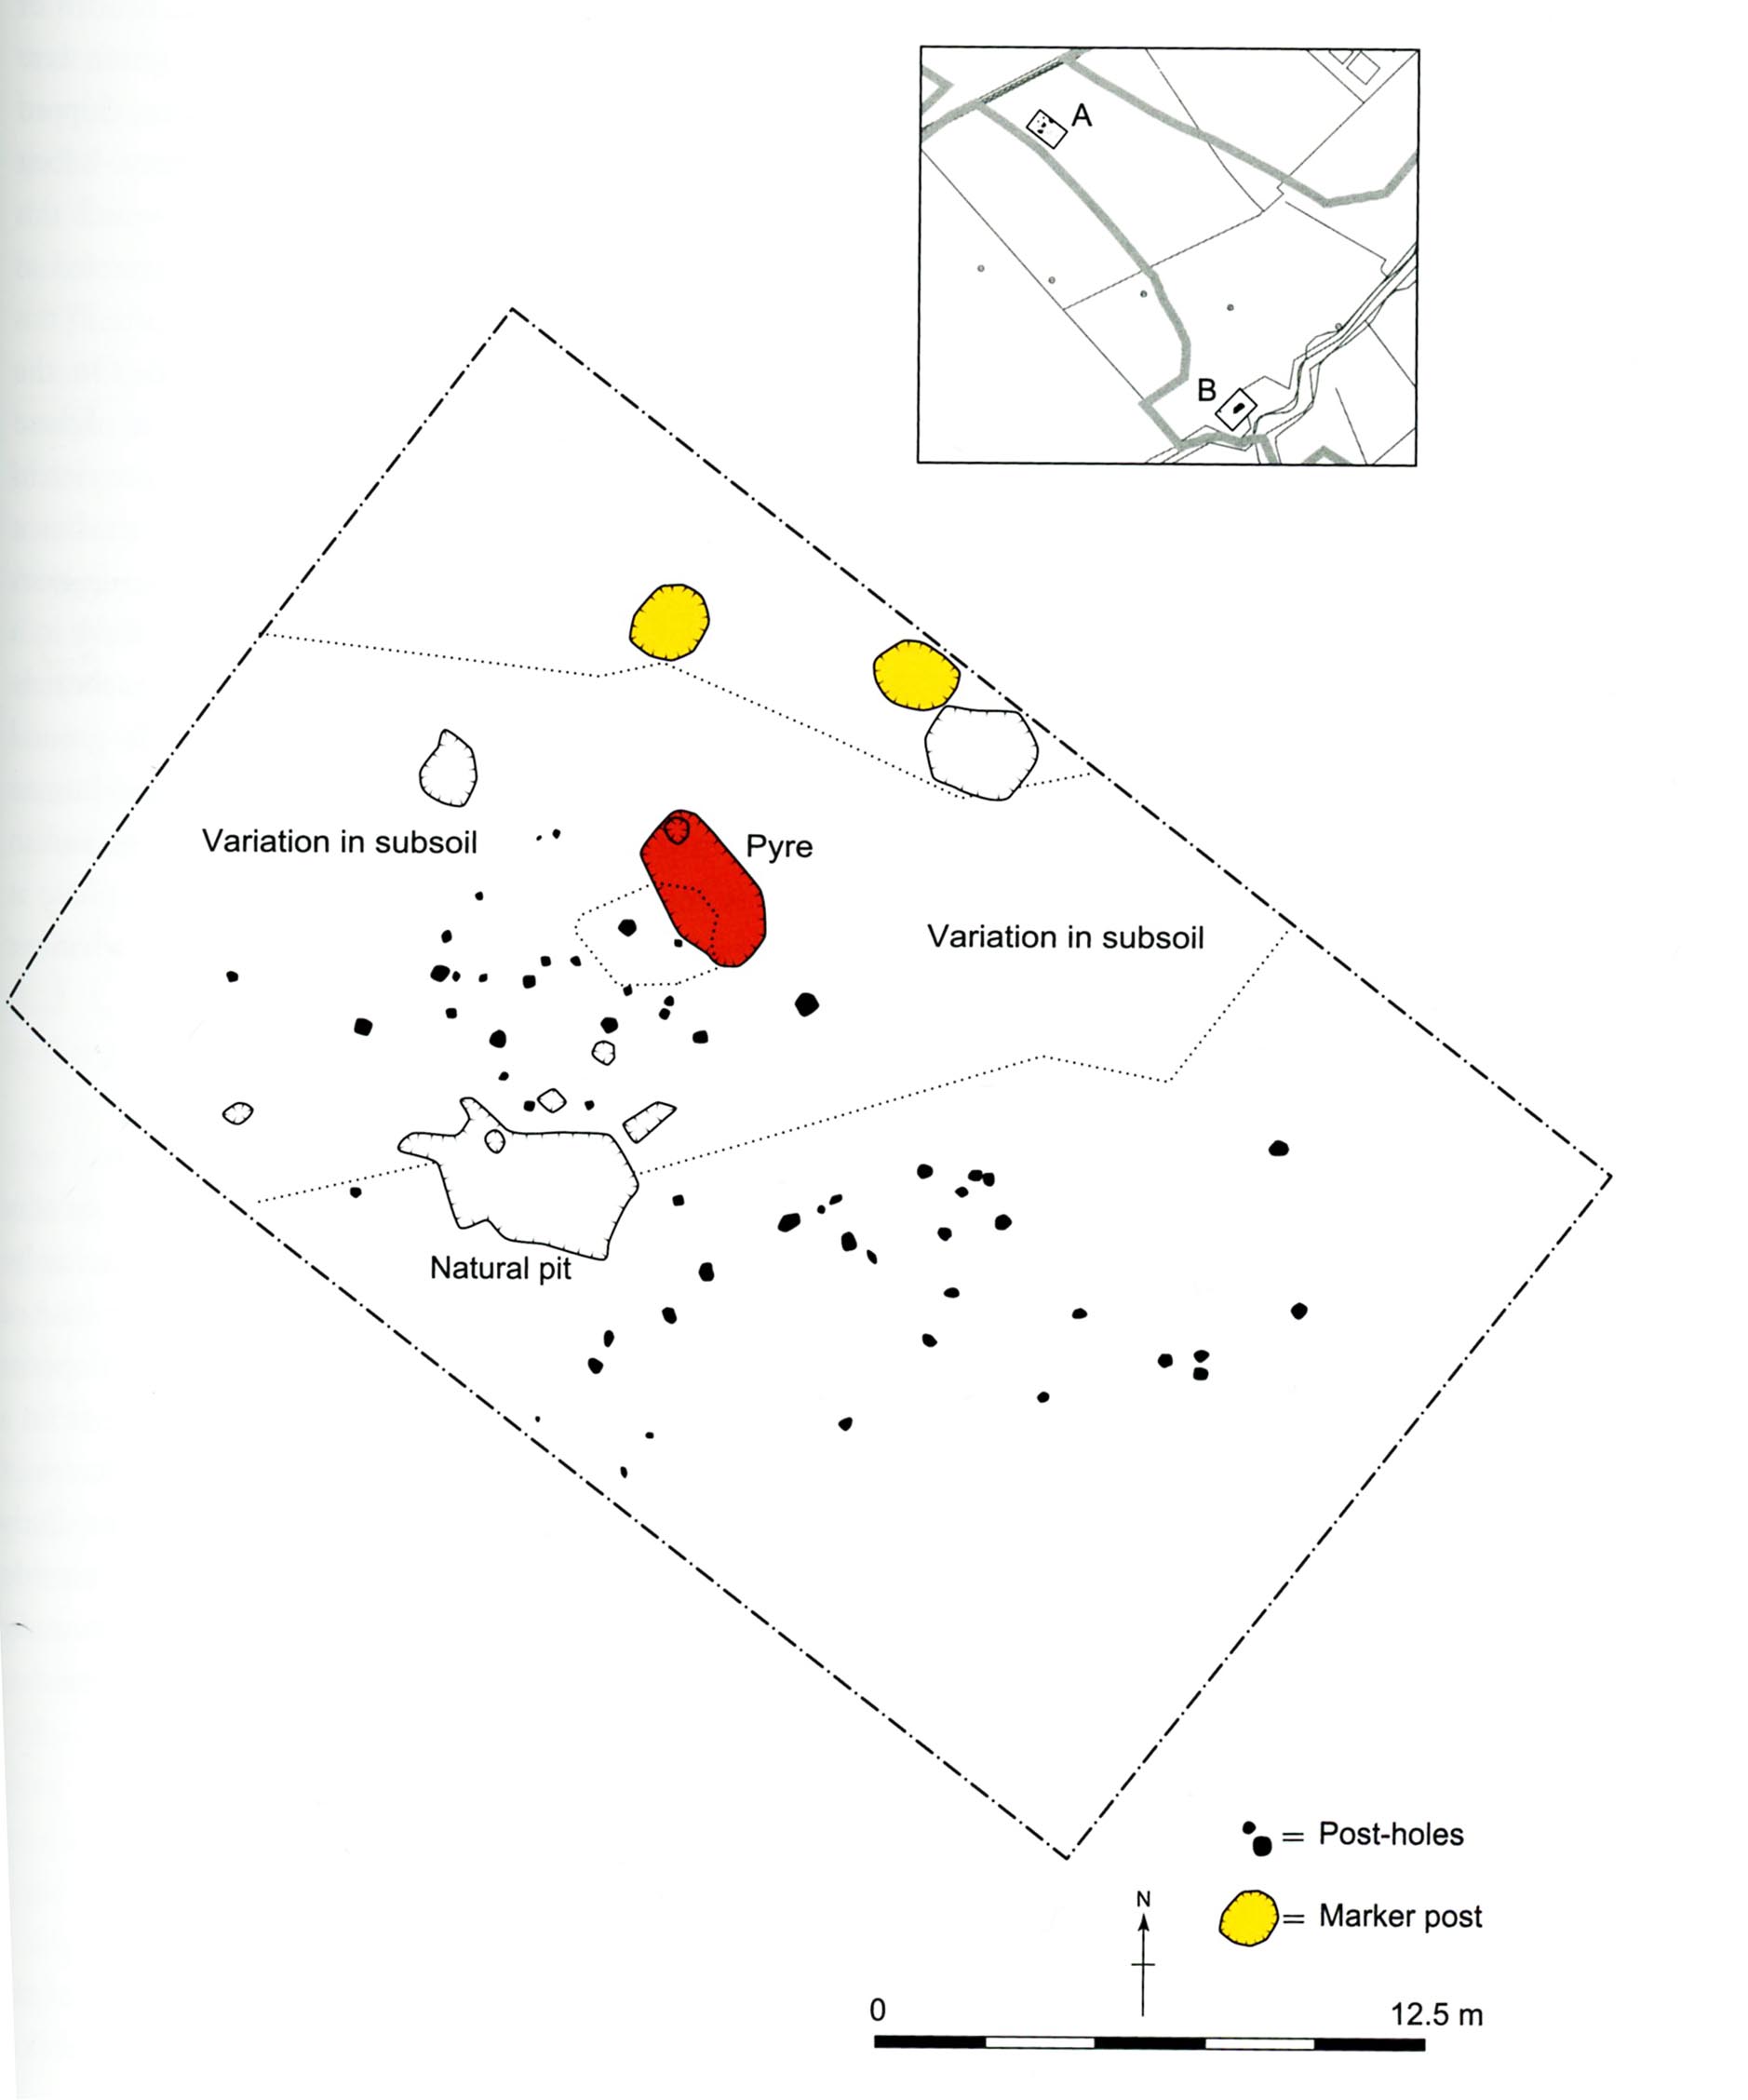 A
B
Variation in subsoil
Pyre
Variation in subsoil
Natural pit
= Post-holes
N
= Marker post
0 12.5 m